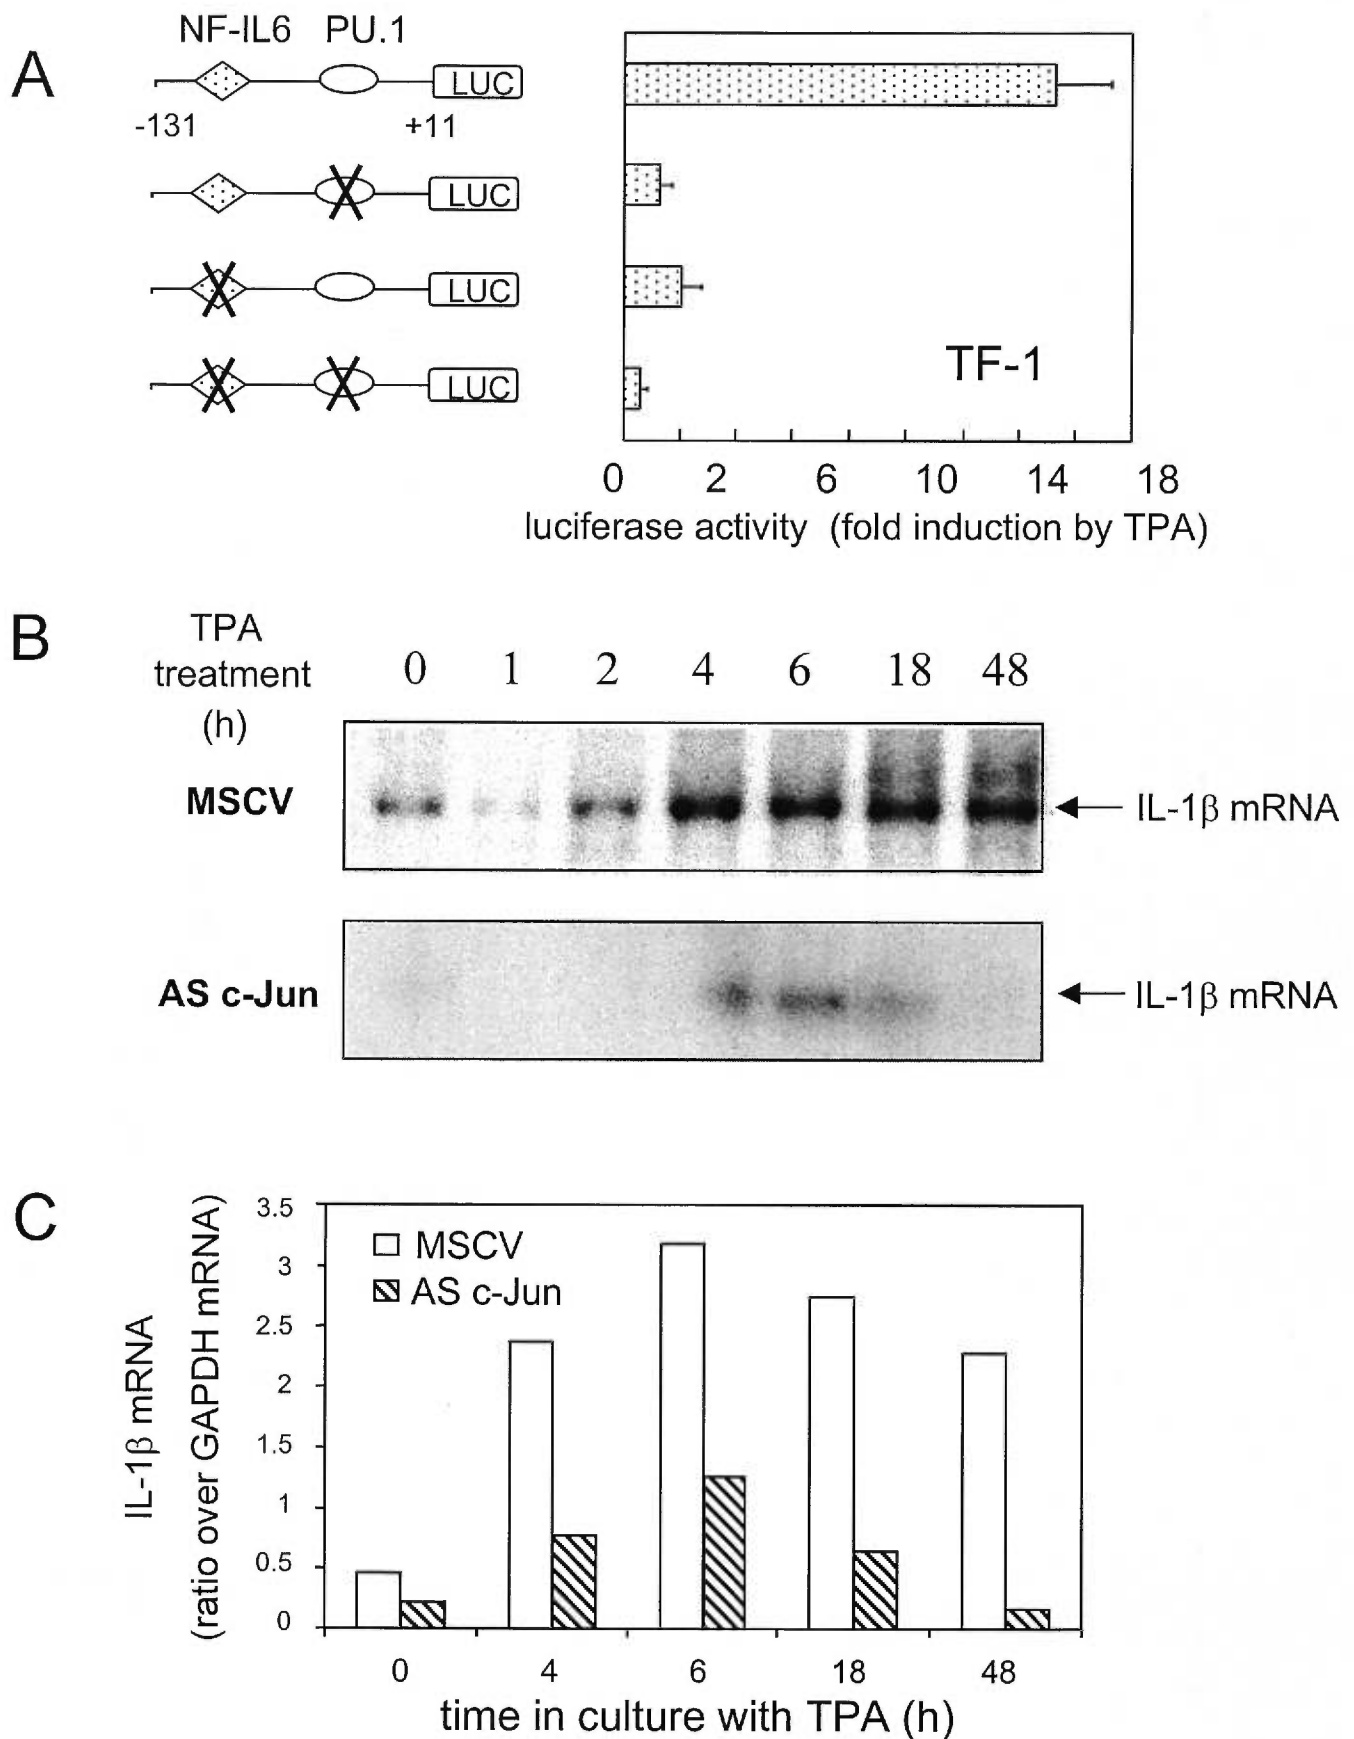 A
NF-IL6 PU.1
LUC
-131 +11
LUC
LUC
LUC
TF-1
0 2 6 10 14 18
luciferase activity (fold induction by TPA)
B
TPA
treatment
(h)
0 1 2 4 6 18 48
MSCV
IL-1β mRNA
AS c-Jun
IL-1β mRNA
C
IL-1β mRNA
(ratio over GAPDH mRNA)
3.5
3
2.5
2
1.5
1
0.5
0
MSCV
AS c-Jun
0 4 6 18 48
time in culture with TPA (h)